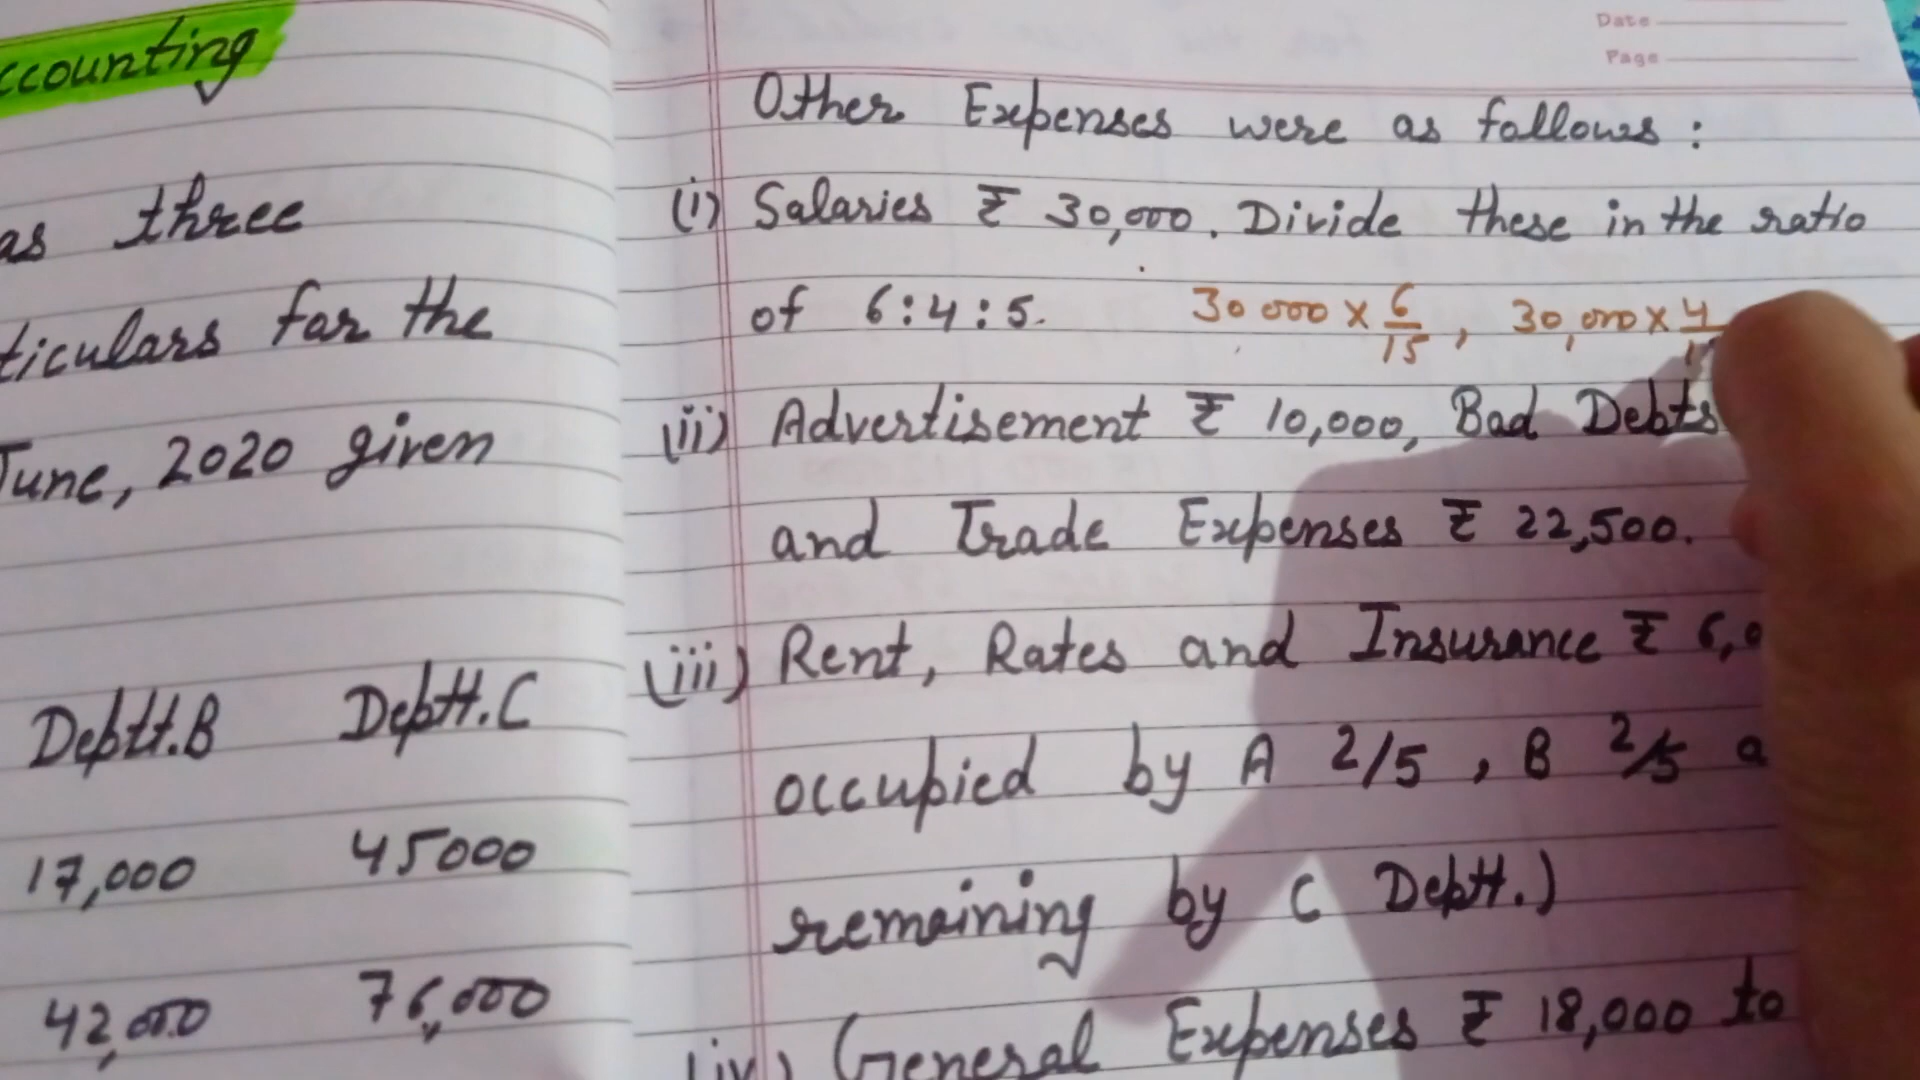 ccounting
as three
ticulars for the
June, 2020 given
Deptt.B Deptt.C
17,000 45000
42,000 76,000
Date
Page
Other Expenses were as follows :
(i) Salaries ₹ 30,000. Divide these in the ratio
of 6:4:5. 30000 x 6/15, 30,000 x 4/1
(ii) Advertisement ₹ 10,000, Bad Debts
and Trade Expenses ₹ 22,500.
(iii) Rent, Rates and Insurance ₹ 6,0
occupied by A 2/5, B 2/5 a
remaining by C Deptt.)
(iv) General Expenses ₹ 18,000 to